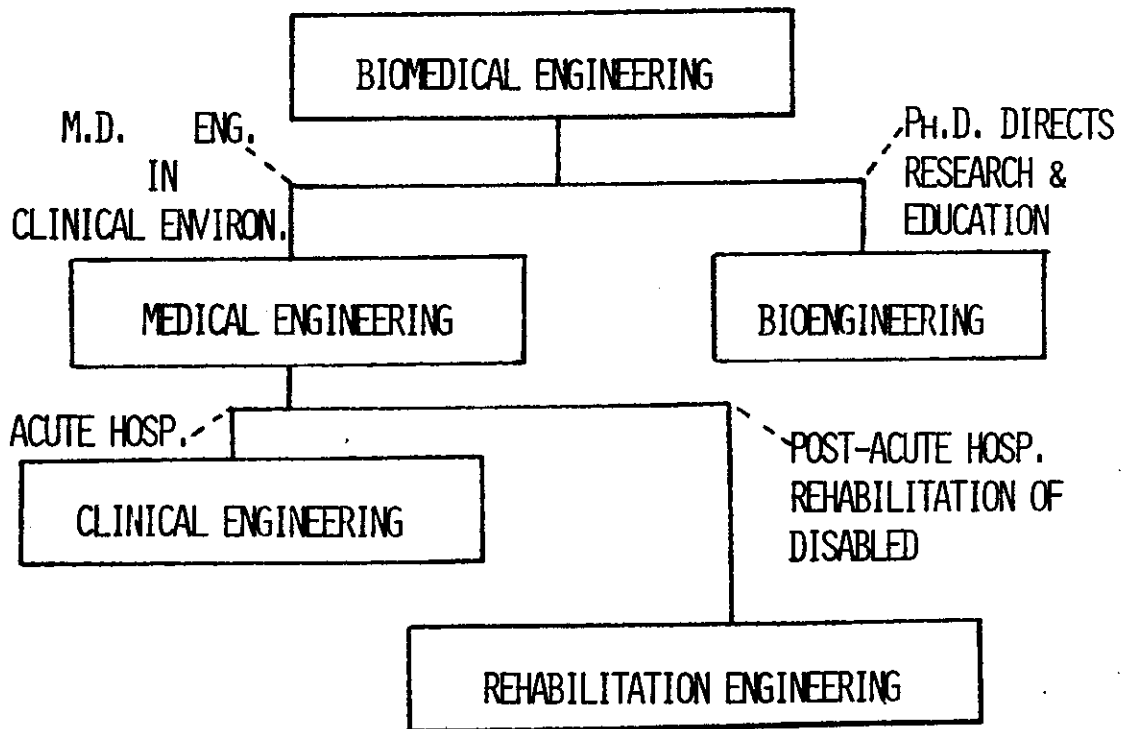 BIOMEDICAL ENGINEERING
M.D. ENG.
IN
CLINICAL ENVIRON.
PH.D. DIRECTS
RESEARCH &
EDUCATION
MEDICAL ENGINEERING
BIOENGINEERING
ACUTE HOSP.
CLINICAL ENGINEERING
POST-ACUTE HOSP.
REHABILITATION OF
DISABLED
REHABILITATION ENGINEERING